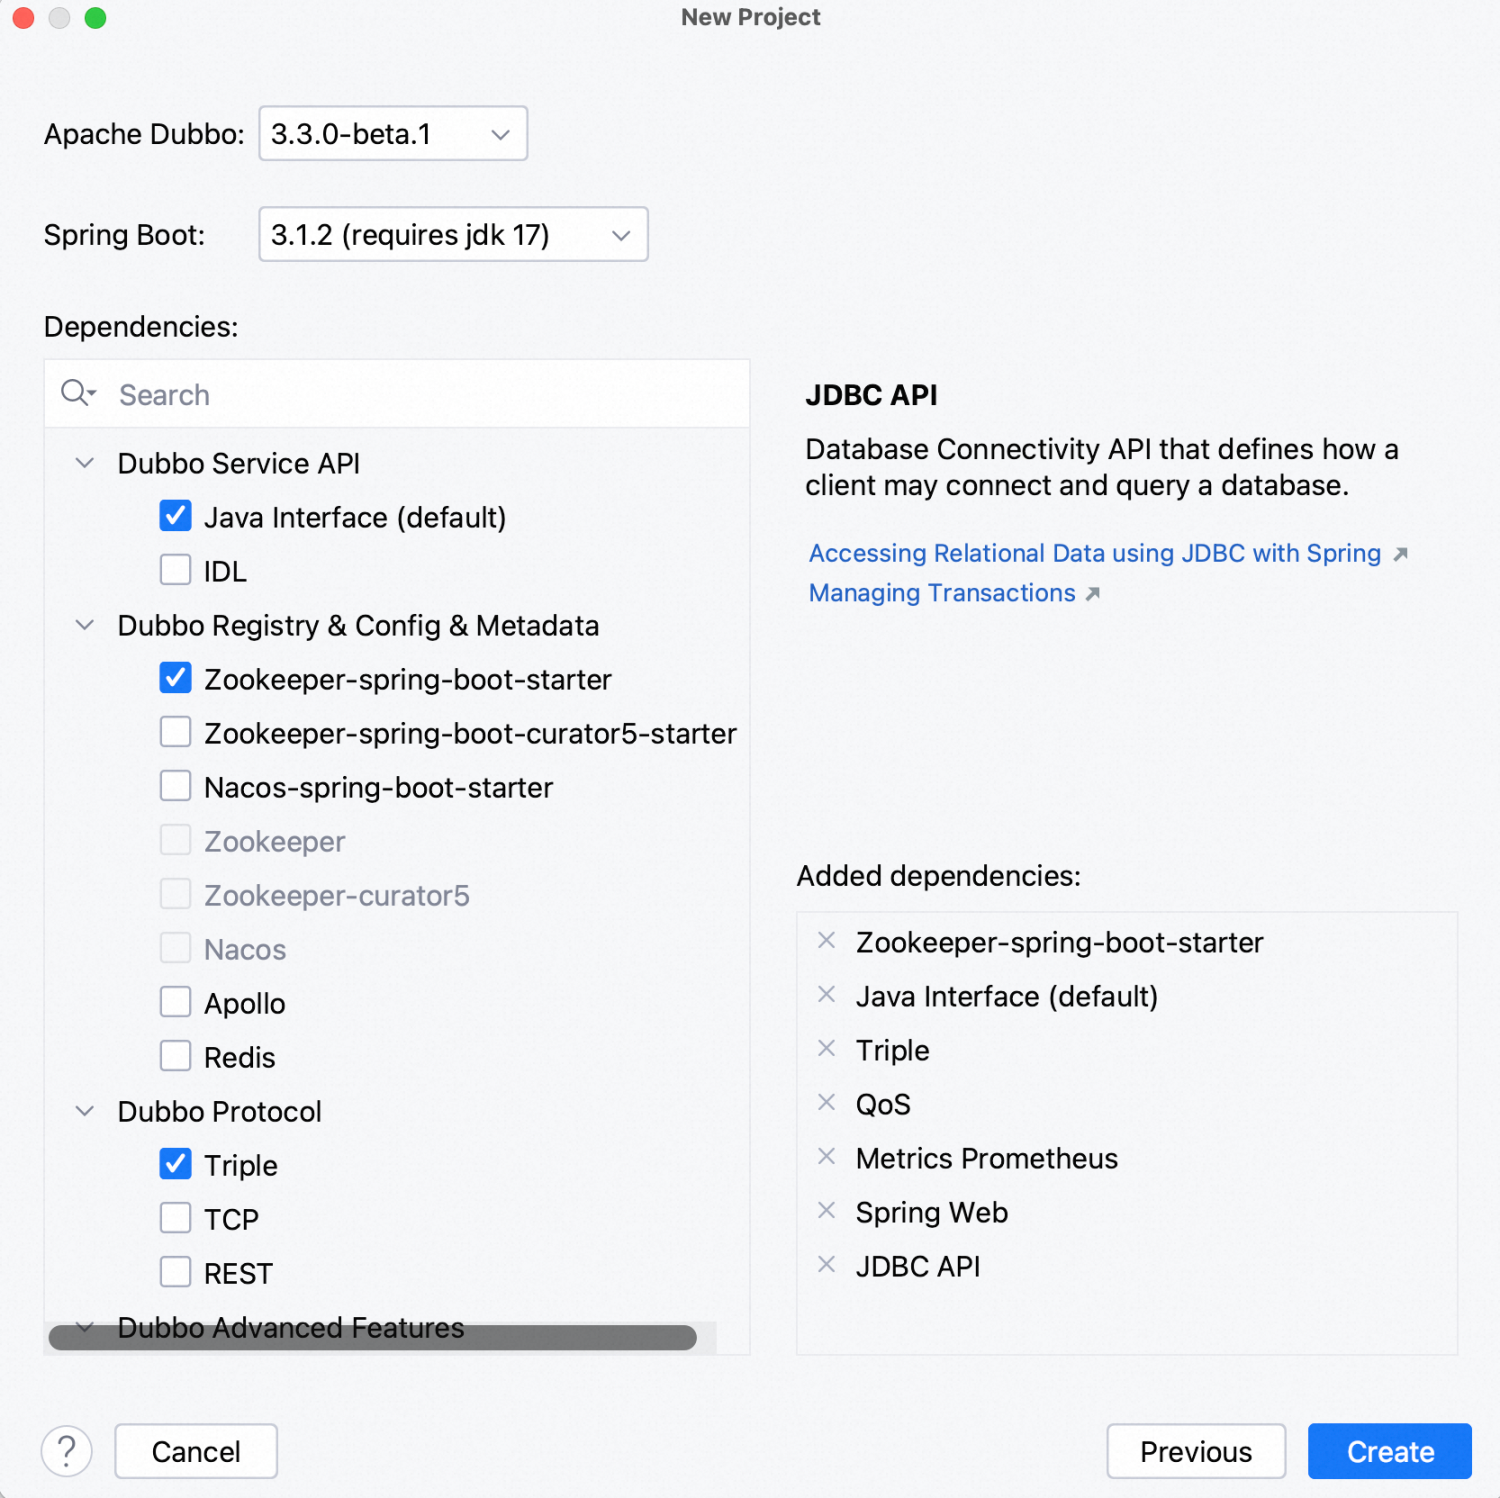 New Project
Apache Dubbo: 3.3.0-beta.1
Spring Boot: 3.1.2 (requires jdk 17)
Dependencies:
Search
Dubbo Service API
Java Interface (default)
IDL
Dubbo Registry & Config & Metadata
Zookeeper-spring-boot-starter
Zookeeper-spring-boot-curator5-starter
Nacos-spring-boot-starter
Zookeeper
Zookeeper-curator5
Nacos
Apollo
Redis
Dubbo Protocol
Triple
TCP
REST
Dubbo Advanced Features
JDBC API
Database Connectivity API that defines how a
client may connect and query a database.
Accessing Relational Data using JDBC with Spring
Managing Transactions
Added dependencies:
Zookeeper-spring-boot-starter
Java Interface (default)
Triple
QoS
Metrics Prometheus
Spring Web
JDBC API
?
Cancel
Previous
Create